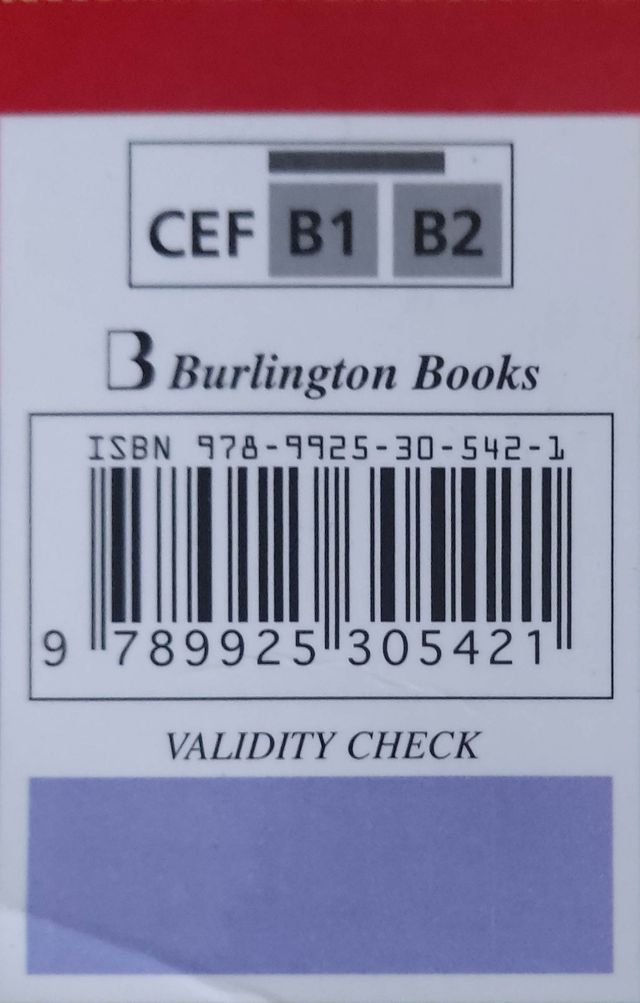 CEF B1 B2
B Burlington Books
ISBN 978-9925-30-542-1
9 789925 305421
VALIDITY CHECK